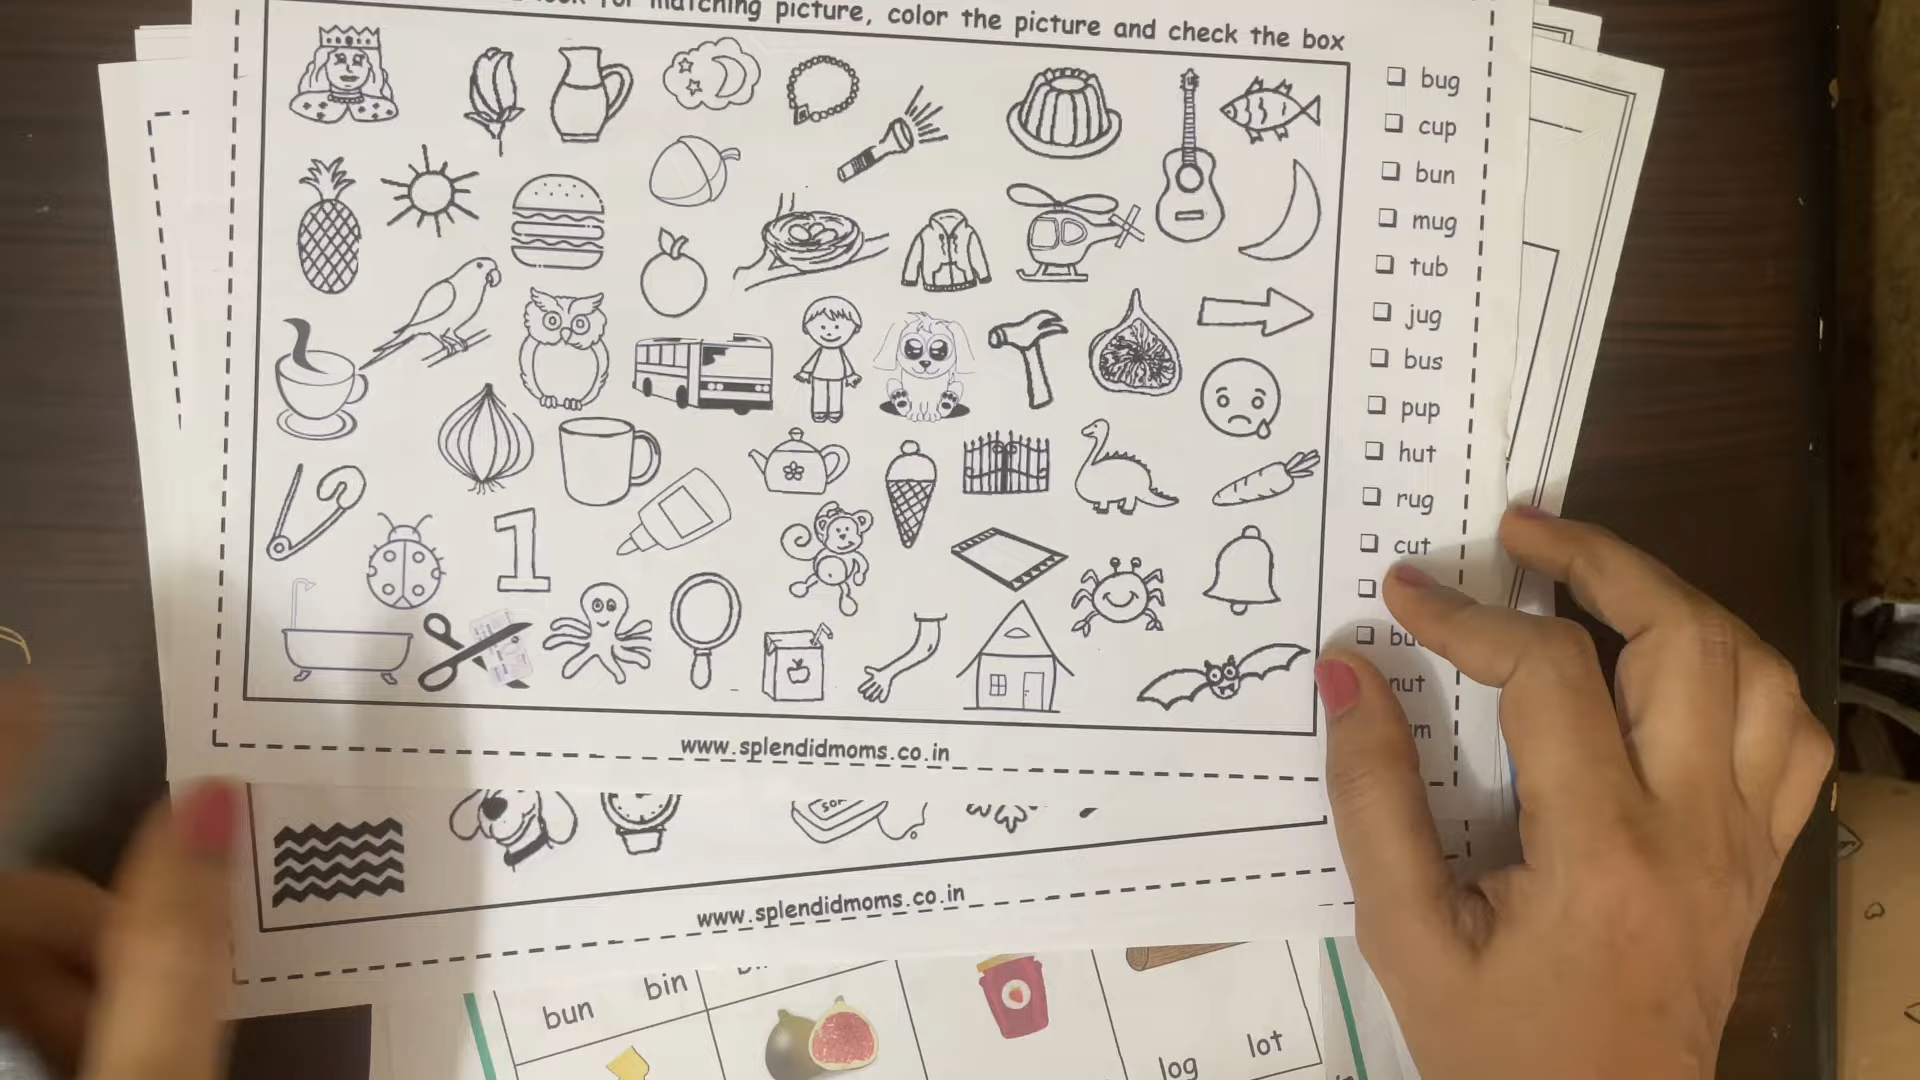 matching picture, color the picture and check the box
bug
cup
bun
mug
tub
jug
bus
pup
hut
rug
cut
nut
1
www.splendidmoms.co.in
www.splendidmoms.co.in
bun bin
log lot